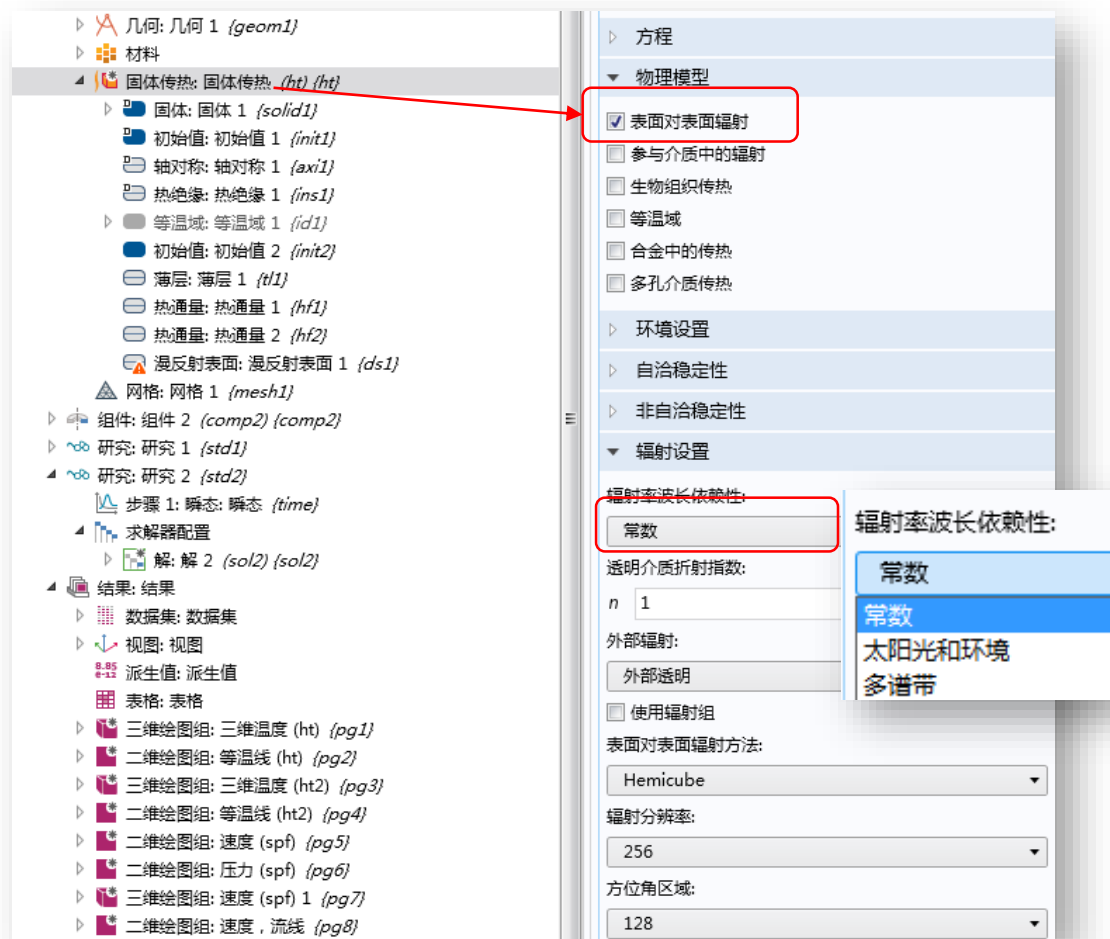 几何: 几何 1 {geom1}
材料
固体传热: 固体传热 (ht) {ht}
固体: 固体 1 {solid1}
初始值: 初始值 1 {init1}
轴对称: 轴对称 1 {axi1}
热绝缘: 热绝缘 1 {ins1}
等温域: 等温域 1 {id1}
初始值: 初始值 2 {init2}
薄层: 薄层 1 {tl1}
热通量: 热通量 1 {hf1}
热通量: 热通量 2 {hf2}
漫反射表面: 漫反射表面 1 {ds1}
网格: 网格 1 {mesh1}
组件: 组件 2 (comp2) {comp2}
研究: 研究 1 {std1}
研究: 研究 2 {std2}
步骤 1: 瞬态: 瞬态 {time}
求解器配置
解: 解 2 (sol2) {sol2}
结果: 结果
数据集: 数据集
视图: 视图
8.85
e-12
派生值: 派生值
表格: 表格
三维绘图组: 三维温度 (ht) {pg1}
二维绘图组: 等温线 (ht) {pg2}
三维绘图组: 三维温度 (ht2) {pg3}
二维绘图组: 等温线 (ht2) {pg4}
二维绘图组: 速度 (spf) {pg5}
二维绘图组: 压力 (spf) {pg6}
三维绘图组: 速度 (spf) 1 {pg7}
二维绘图组: 速度 , 流线 {pg8}
方程
物理模型
表面对表面辐射
参与介质中的辐射
生物组织传热
等温域
合金中的传热
多孔介质传热
环境设置
自洽稳定性
非自洽稳定性
辐射设置
辐射率波长依赖性:
常数
透明介质折射指数:
n 1
外部辐射:
外部透明
使用辐射组
表面对表面辐射方法:
Hemicube
辐射分辨率:
256
方位角区域:
128
辐射率波长依赖性:
常数
常数
太阳光和环境
多谱带